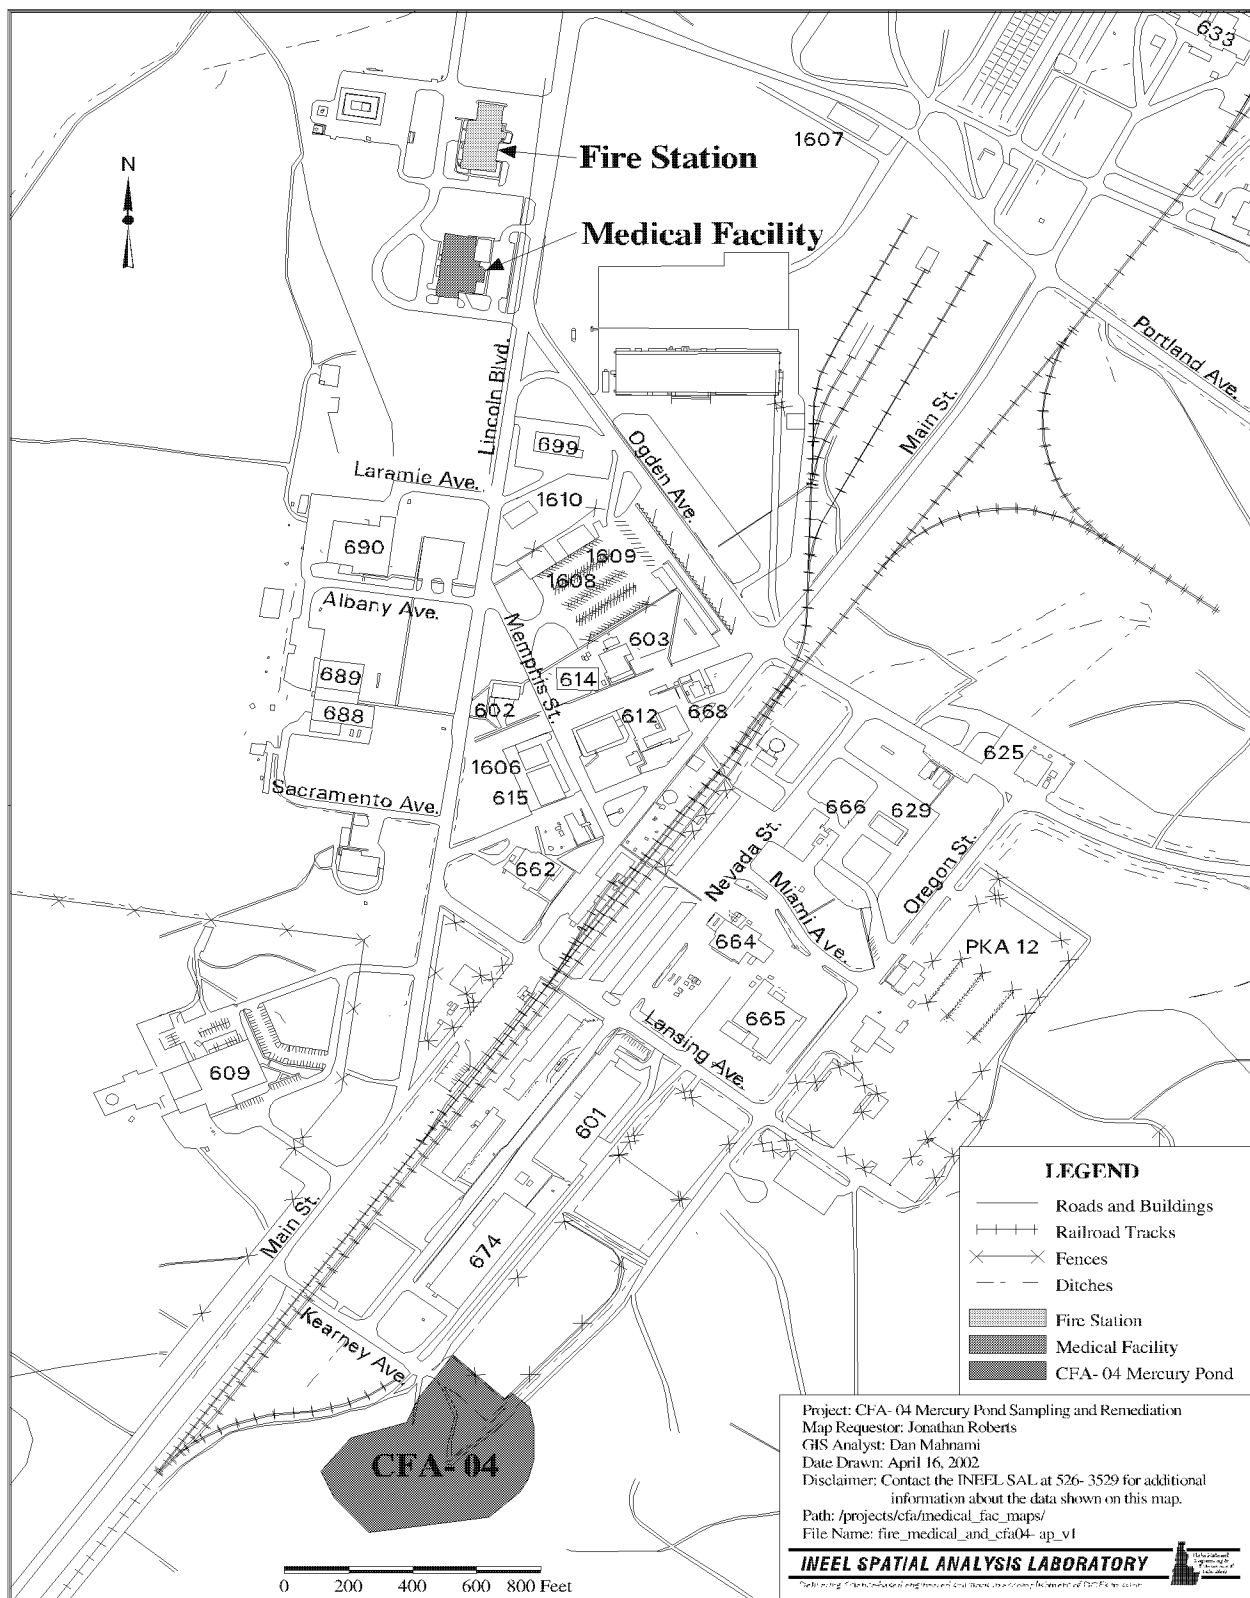 633
1607
N
Fire Station
Medical Facility
Portland Ave.
Lincoln Blvd.
Main St.
699
Ogden Ave.
Laramie Ave.
1610
690
1609
1608
Albany Ave.
Memphis St.
603
689
614
602
688
612
668
625
1606
Sacramento Ave.
615
666
629
Nevada St.
662
Miami Ave.
Oregon St.
664
PKA 12
665
Lansing Ave.
609
601
Main St.
674
Kearney Ave.
CFA- 04
LEGEND
Roads and Buildings
Railroad Tracks
Fences
Ditches
Fire Station
Medical Facility
CFA- 04 Mercury Pond
Project: CFA- 04 Mercury Pond Sampling and Remediation
Map Requestor: Jonathan Roberts
GIS Analyst: Dan Mahnami
Date Drawn: April 16, 2002
Disclaimer: Contact the INEEL SAL at 526- 3529 for additional
information about the data shown on this map.
Path: /projects/cfa/medical_fac_maps/
File Name: fire_medical_and_cfa04- ap_v1
INEEL SPATIAL ANALYSIS LABORATORY
0 200 400 600 800 Feet